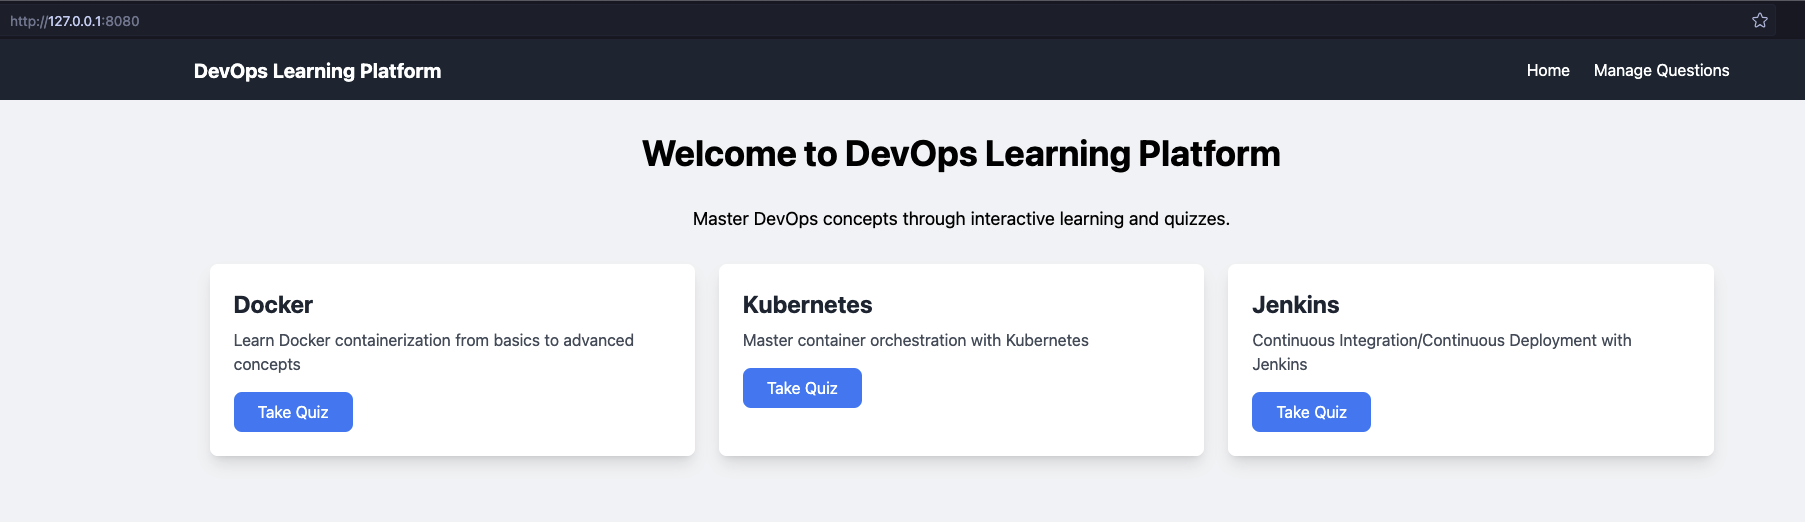 http://127.0.0.1:8080
DevOps Learning Platform
Home
Manage Questions
Welcome to DevOps Learning Platform
Master DevOps concepts through interactive learning and quizzes.
Docker
Learn Docker containerization from basics to advanced
concepts
Take Quiz
Kubernetes
Master container orchestration with Kubernetes
Take Quiz
Jenkins
Continuous Integration/Continuous Deployment with
Jenkins
Take Quiz